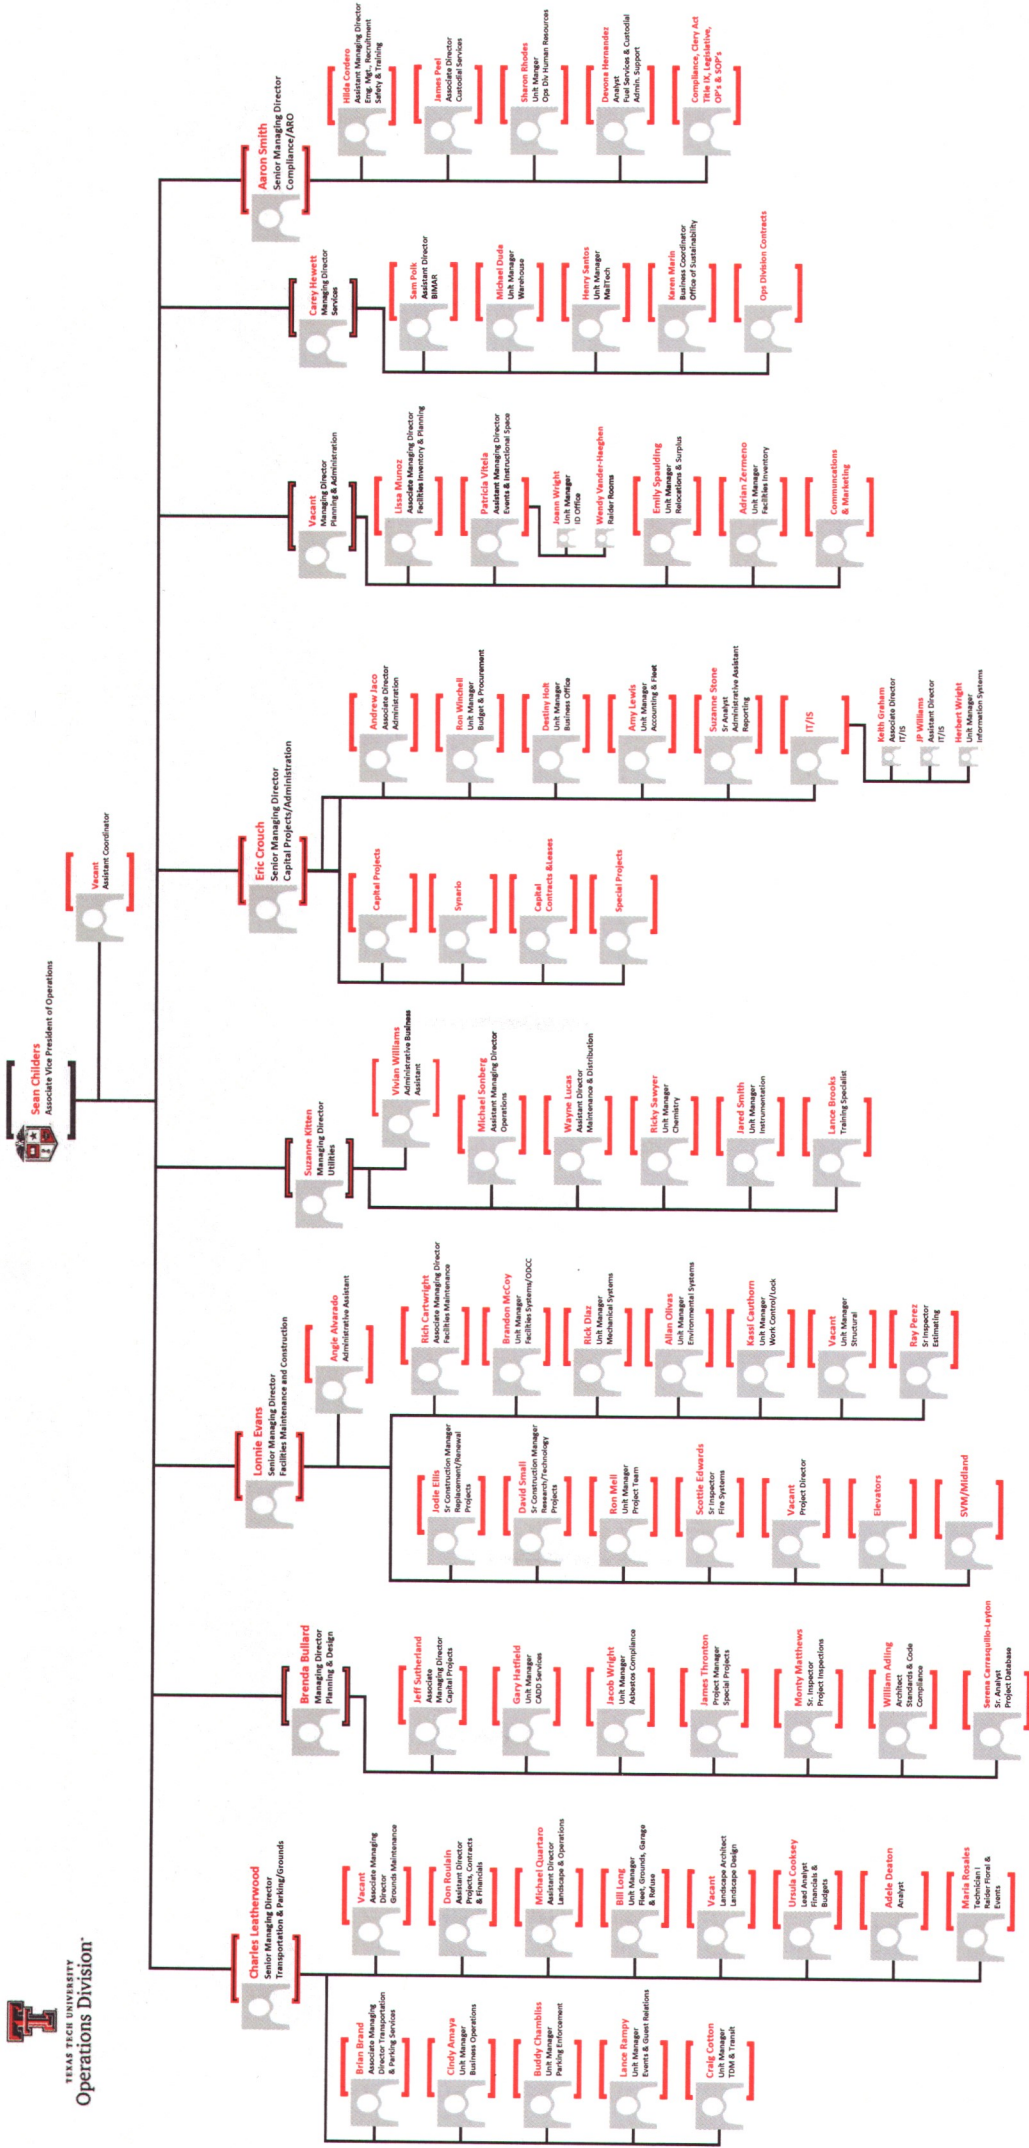 TEXAS TECH UNIVERSITY
Operations Division™
Sean Childers
Associate Vice President of Operations
Vacant
Assistant Coordinator
Charles Leatherwood
Senior Managing Director
Transportation & Parking/Grounds
Brian Brand
Associate Managing
Director Transportation
& Parking Services
Cindy Amaya
Unit Manager
Business Operations
Buddy Chambliss
Unit Manager
Parking Enforcement
Lance Rampy
Unit Manager
Events & Guest Relations
Craig Cotton
Unit Manager
TDM & Transit
Vacant
Associate Managing
Director
Grounds Maintenance
Don Roulain
Assistant Director
Projects, Contracts
& Financials
Michael Quartaro
Assistant Director
Landscape & Operations
Bill Long
Unit Manager
Fleet, Grounds, Garage
& Refuse
Vacant
Landscape Architect
Landscape Design
Ursula Cooksey
Lead Analyst
Financials &
Budgets
Adele Deaton
Analyst
Maria Rosales
Technician I
Raider Floral &
Events
Brenda Bullard
Managing Director
Planning & Design
Jeff Sutherland
Associate
Managing Director
Capital Projects
Gary Hatfield
Unit Manager
CADD Services
Jacob Wright
Unit Manager
Asbestos Compliance
James Thronton
Project Manager
Special Projects
Monty Matthews
Sr. Inspector
Project Inspections
William Adling
Architect
Standards & Code
Compliance
Serena Carrasquillo-Layton
Sr. Analyst
Project Database
Lonnie Evans
Senior Managing Director
Facilities Maintenance and Construction
Angie Alvarado
Administrative Assistant
Jodie Ellis
Sr Construction Manager
Replacement/Renewal
Projects
David Small
Sr Construction Manager
Research/Technology
Projects
Ron Mell
Unit Manager
Project Team
Scottie Edwards
Sr Inspector
Fire Systems
Vacant
Project Director
Elevators
SVM/Midland
Rich Cartwright
Associate Managing Director
Facilities Maintenance
Brandon McCoy
Unit Manager
Facilities Systems/ODCC
Rick Diaz
Unit Manager
Mechanical Systems
Allan Olivas
Unit Manager
Environmental Systems
Kassi Cauthorn
Unit Manager
Work Control/Lock
Vacant
Unit Manager
Structural
Ray Perez
Sr Inspector
Estimating
Suzanne Kitten
Managing Director
Utilities
Vivian Williams
Administrative Business
Assistant
Michael Sonberg
Assistant Managing Director
Operations
Wayne Lucas
Assistant Director
Maintenance & Distribution
Ricky Sawyer
Unit Manager
Chemistry
Jared Smith
Unit Manager
Instrumentation
Lance Brooks
Training Specialist
Eric Crouch
Senior Managing Director
Capital Projects/Administration
Capital Projects
Synario
Capital
Contracts &Leases
Special Projects
Andrew Jaco
Associate Director
Administration
Ron Winchell
Unit Manager
Budget & Procurement
Destiny Holt
Unit Manager
Business Office
Amy Lewis
Unit Manager
Accounting & Fleet
Suzanne Stone
Sr Analyst
Administrative Assistant
Reporting
IT/IS
Keith Graham
Associate Director
IT/IS
JP Williams
Assistant Director
IT/IS
Herbert Wright
Unit Manager
Information Systems
Vacant
Managing Director
Planning & Administration
Lissa Munoz
Associate Managing Director
Facilities Inventory & Planning
Patricia Vitela
Assistant Managing Director
Events & Instructional Space
Joann Wright
Unit Manager
ID Office
Wendy Vander-Haeghen
Raider Rooms
Emily Spaulding
Unit Manager
Relocations & Surplus
Adrian Zermeno
Unit Manager
Facilities Inventory
Communcations
& Marketing
Carey Hewett
Managing Director
Services
Sam Polk
Assistant Director
BIMAR
Michael Duda
Unit Manager
Warehouse
Henry Santos
Unit Manager
MailTech
Karen Marin
Business Coordinator
Office of Sustainability
Ops Division Contracts
Aaron Smith
Senior Managing Director
Compliance/ARO
Hilda Cordero
Assistant Managing Director
Emg. Mgt., Recruitment
Safety & Training
James Peel
Associate Director
Custodial Services
Sharon Rhodes
Unit Manger
Ops Div Human Resources
Devona Hernandez
Analyst
Fuel Services & Custodial
Admin. Support
Compliance, Clery Act
Title IX, Legislative,
OP's & SOP's